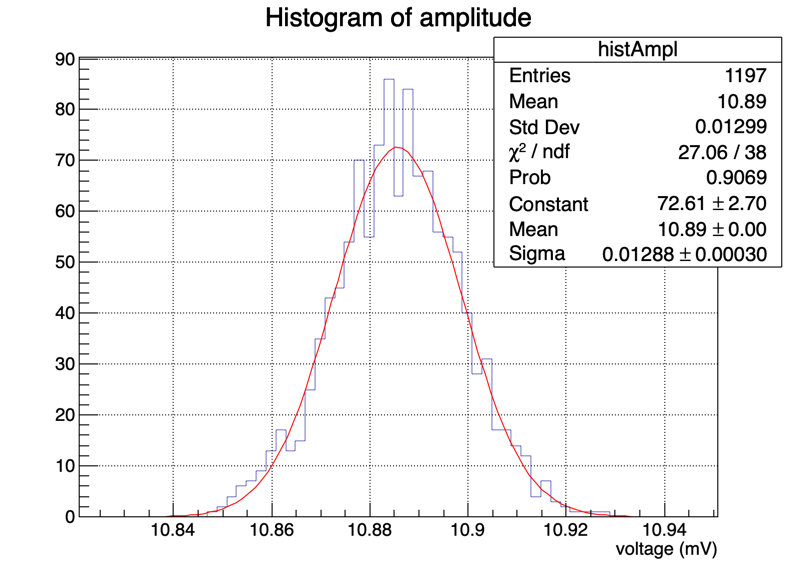 Histogram of amplitude
histAmpl
Entries 1197
Mean 10.89
Std Dev 0.01299
χ² / ndf 27.06 / 38
Prob 0.9069
Constant 72.61 ± 2.70
Mean 10.89 ± 0.00
Sigma 0.01288 ± 0.00030
90
80
70
60
50
40
30
20
10
0
10.84 10.86 10.88 10.9 10.92 10.94
voltage (mV)